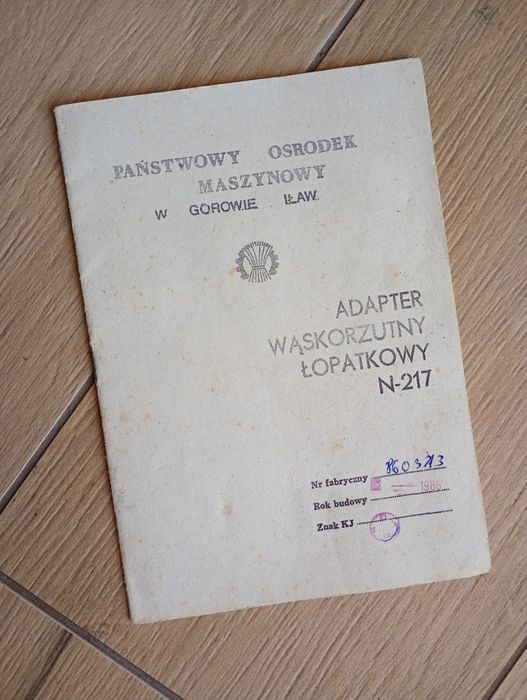 PAŃSTWOWY OSRODEK
MASZYNOWY
W GOROWIE IŁAW.
ADAPTER
WĄSKORZUTNY
ŁOPATKOWY
N-217
Nr fabryczny 860313
Rok budowy 1986
Znak KJ